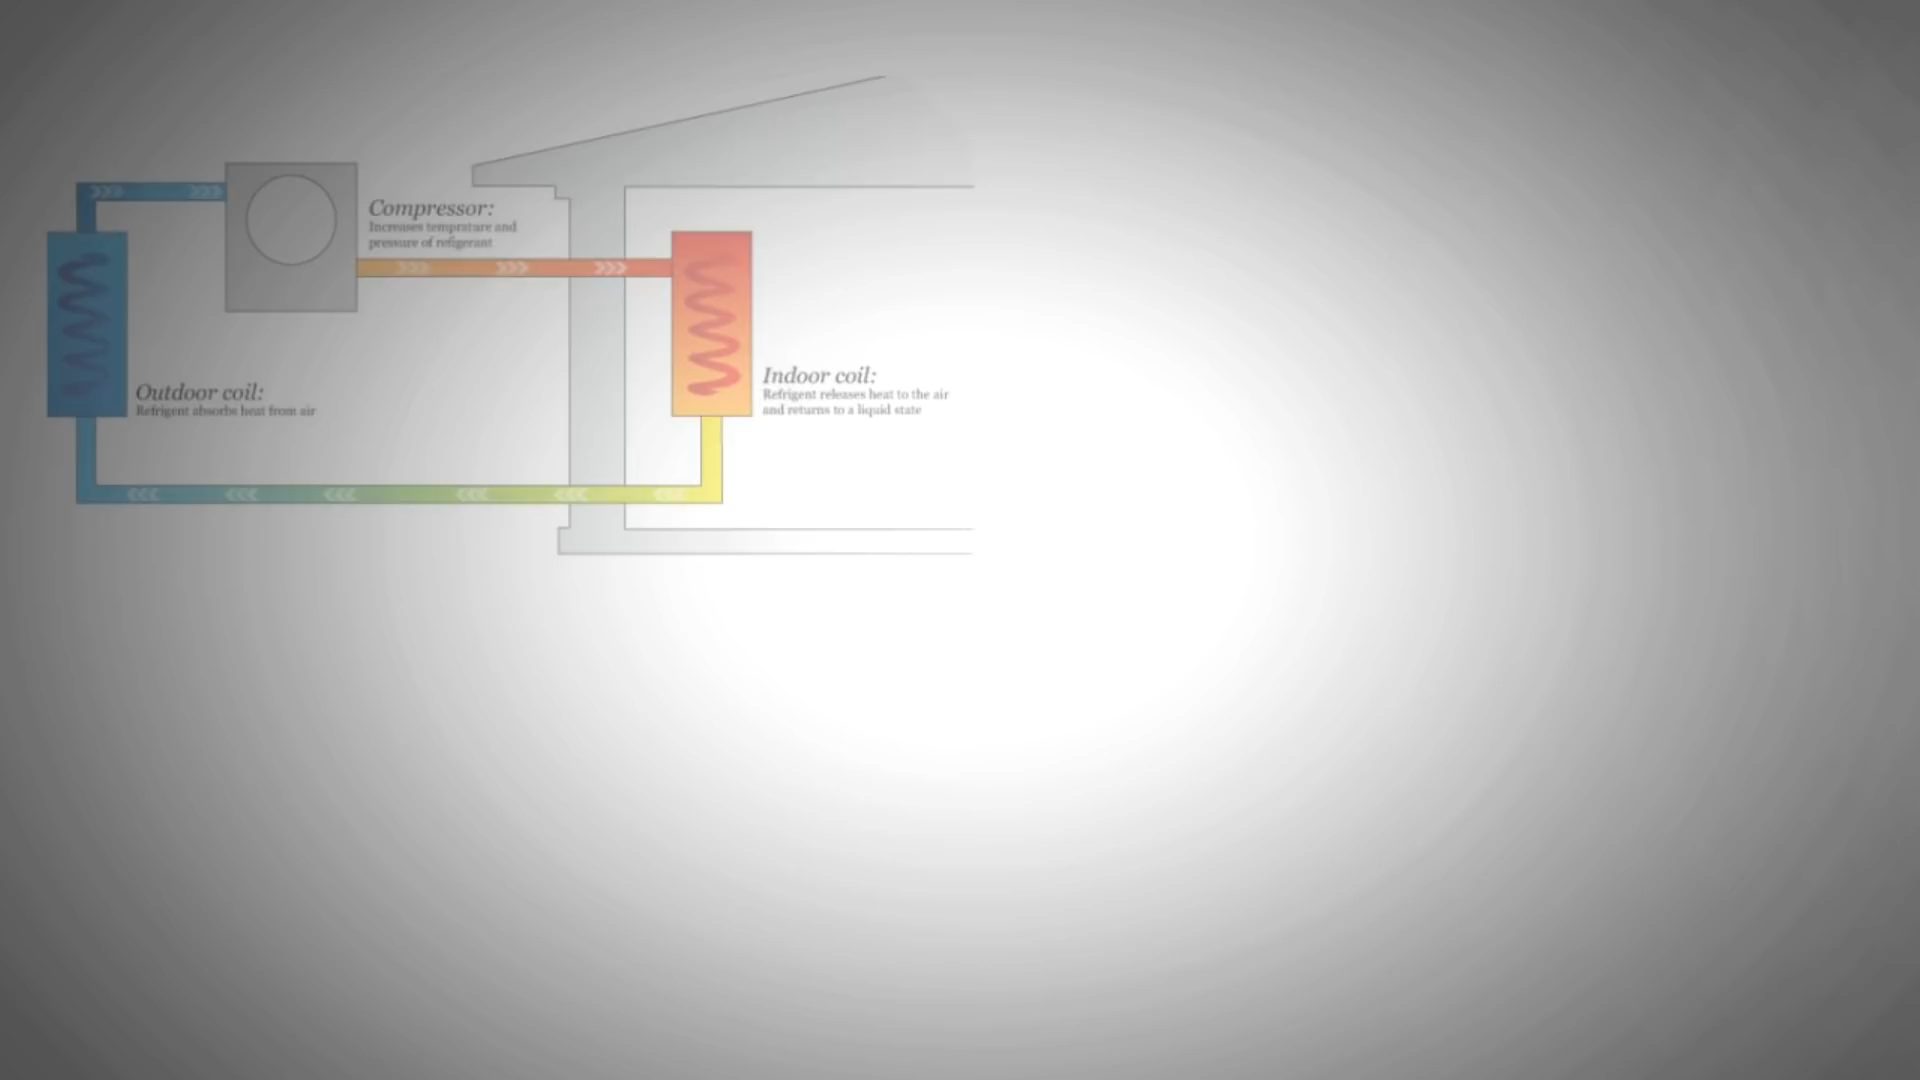 Compressor:
Increases temprature and
pressure of refigerant
Outdoor coil:
Refrigent absorbs heat from air
Indoor coil:
Refrigent releases heat to the air
and returns to a liquid state